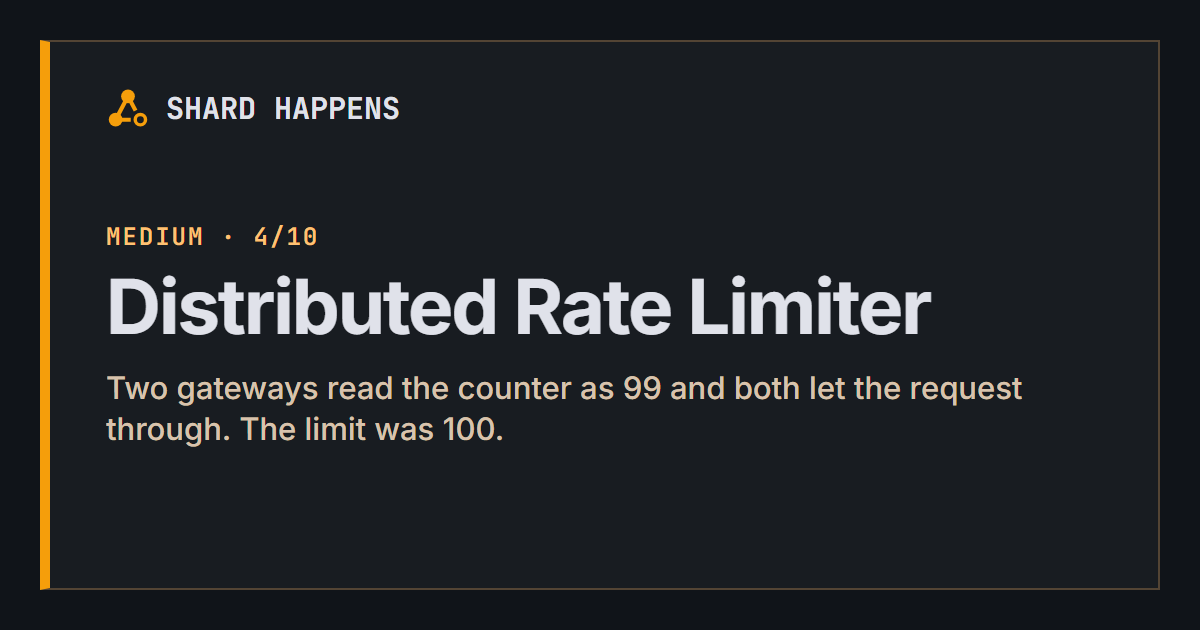 SHARD HAPPENS
MEDIUM · 4/10
Distributed Rate Limiter
Two gateways read the counter as 99 and both let the request
through. The limit was 100.